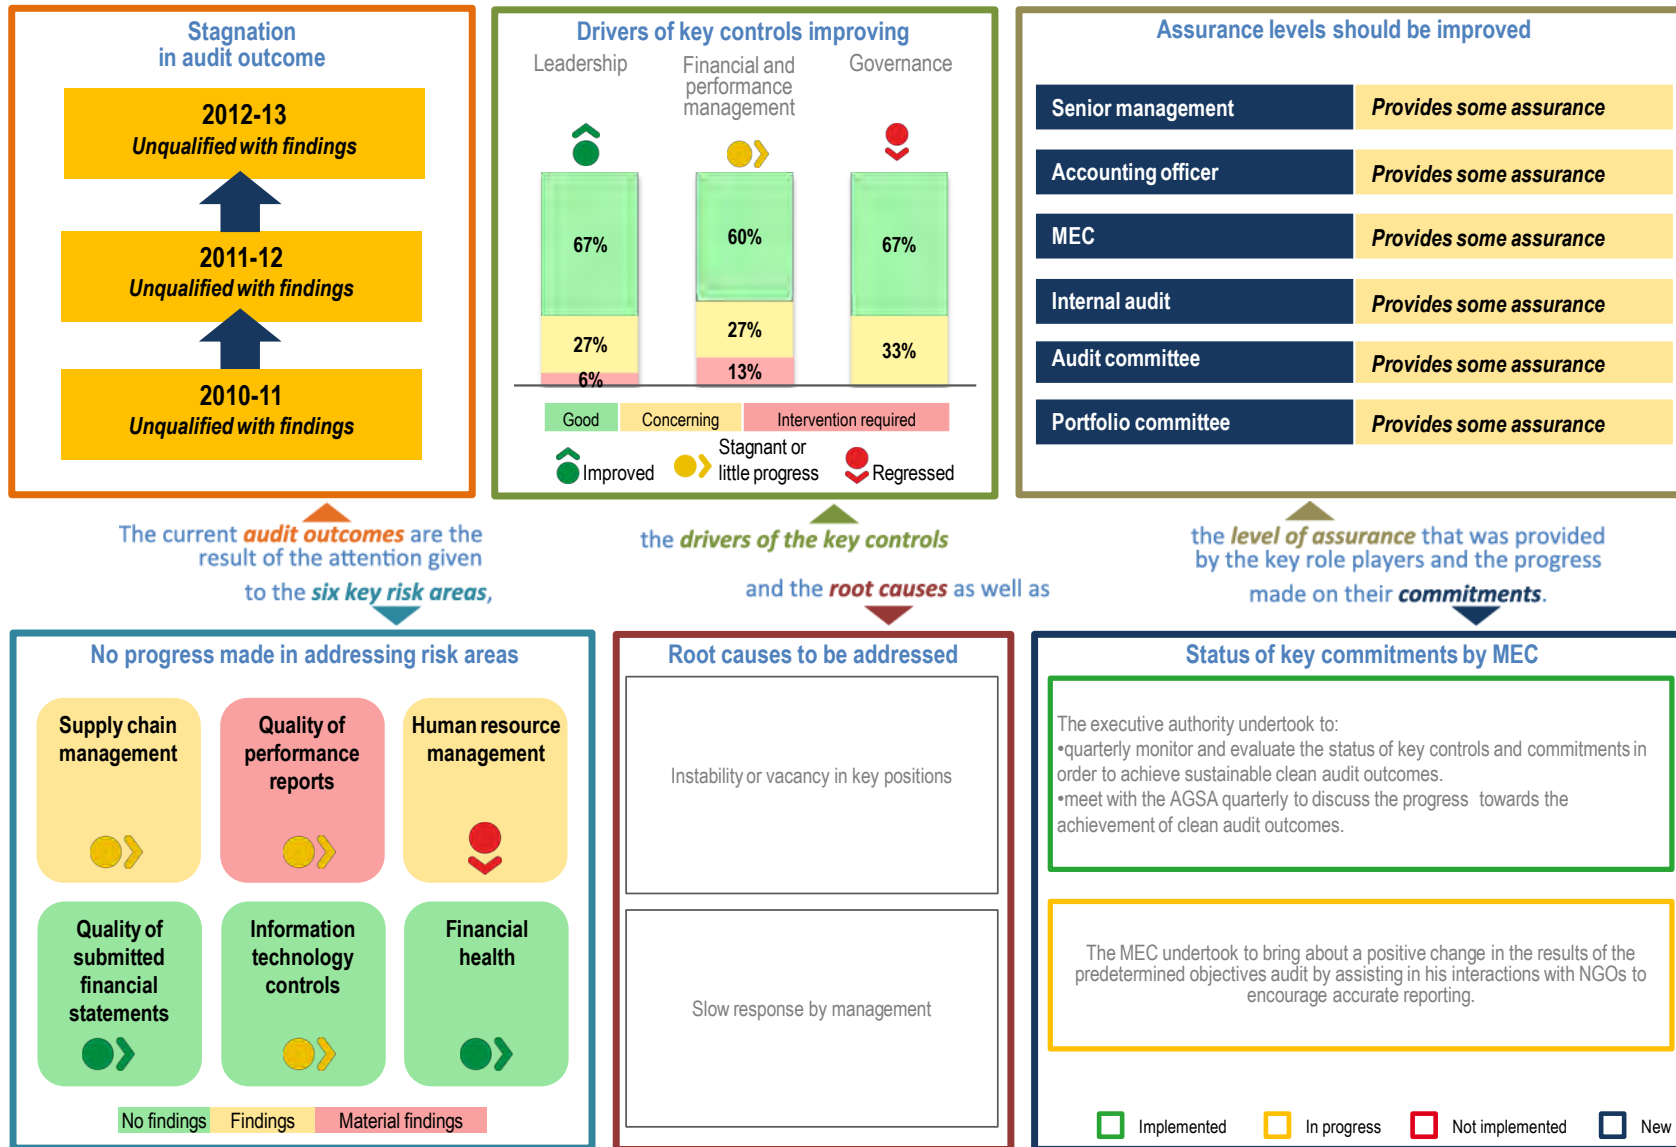 Stagnation
in audit outcome
2012-13
Unqualified with findings
2011-12
Unqualified with findings
2010-11
Unqualified with findings
Drivers of key controls improving
Leadership
Financial and
performance
management
Governance
67%
27%
6%
60%
27%
13%
67%
33%
Good
Concerning
Intervention required
Improved
Stagnant or
little progress
Regressed
Assurance levels should be improved
Senior management
Provides some assurance
Accounting officer
Provides some assurance
MEC
Provides some assurance
Internal audit
Provides some assurance
Audit committee
Provides some assurance
Portfolio committee
Provides some assurance
The current audit outcomes are the
result of the attention given
to the six key risk areas,
the drivers of the key controls
and the root causes as well as
the level of assurance that was provided
by the key role players and the progress
made on their commitments.
No progress made in addressing risk areas
Supply chain
management
Quality of
performance
reports
Human resource
management
Quality of
submitted
financial
statements
Information
technology
controls
Financial
health
No findings
Findings
Material findings
Root causes to be addressed
Instability or vacancy in key positions
Slow response by management
Status of key commitments by MEC
The executive authority undertook to:
•quarterly monitor and evaluate the status of key controls and commitments in
order to achieve sustainable clean audit outcomes.
•meet with the AGSA quarterly to discuss the progress towards the
achievement of clean audit outcomes.
The MEC undertook to bring about a positive change in the results of the
predetermined objectives audit by assisting in his interactions with NGOs to
encourage accurate reporting.
Implemented
In progress
Not implemented
New